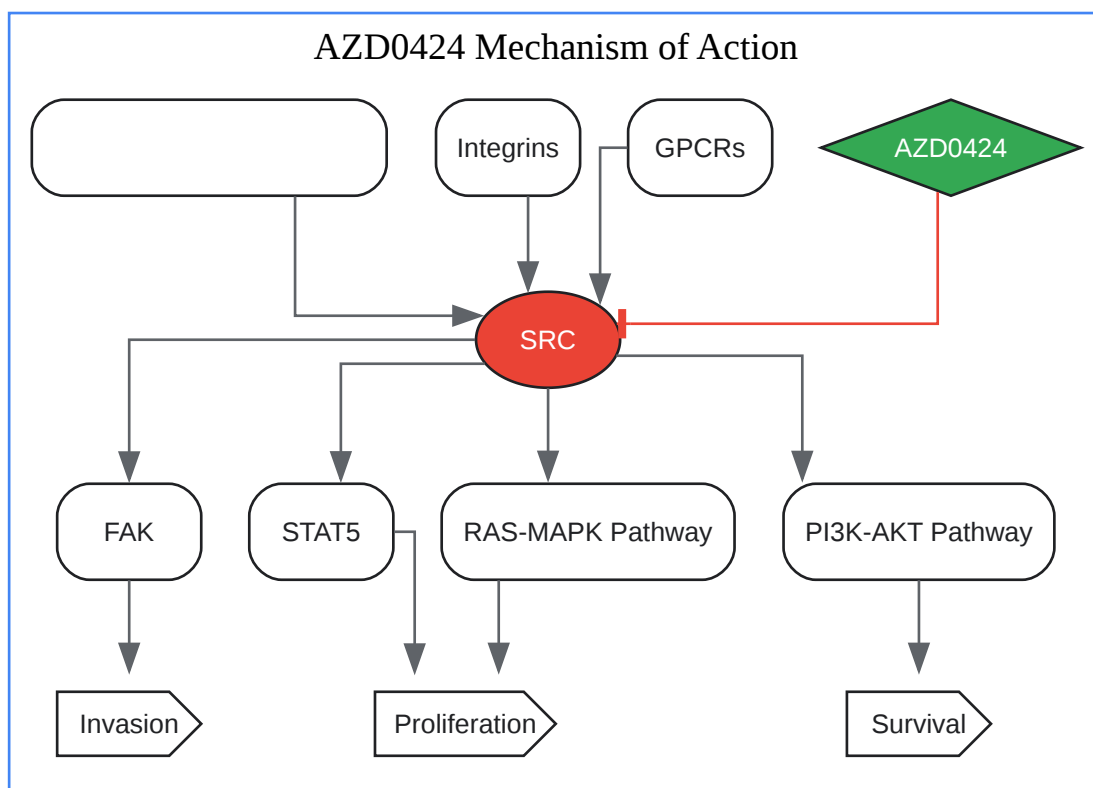 AZD0424 Mechanism of Action
Integrins
GPCRs
AZD0424
SRC
FAK
STAT5
RAS-MAPK Pathway
PI3K-AKT Pathway
Invasion
Proliferation
Survival